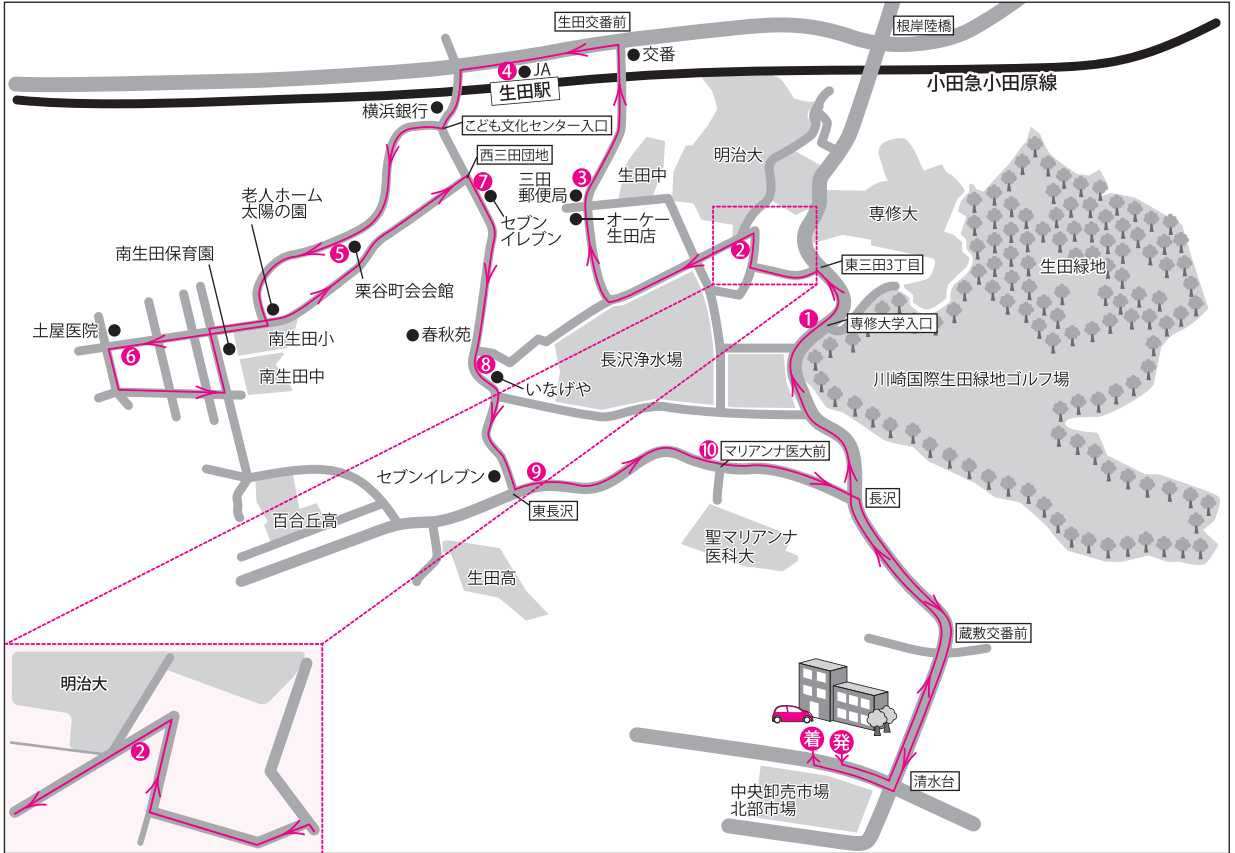 生田交番前
根岸陸橋
交番
④
JA
生田駅
小田急小田原線
横浜銀行
こども文化センター入口
西三田団地
⑦
三田
郵便局
③
生田中
明治大
老人ホーム
太陽の園
セブン
イレブン
オーケー
生田店
専修大
南生田保育園
⑤
②
東三田3丁目
生田緑地
栗谷町会会館
土屋医院
⑥
南生田小
春秋苑
①
専修大学入口
南生田中
⑧
いなげや
長沢浄水場
川崎国際生田緑地ゴルフ場
セブンイレブン
⑨
⑩
マリアンナ医大前
東長沢
長沢
百合丘高
聖マリアンナ
医科大
生田高
蔵敷交番前
明治大
②
着
発
清水台
中央卸売市場
北部市場